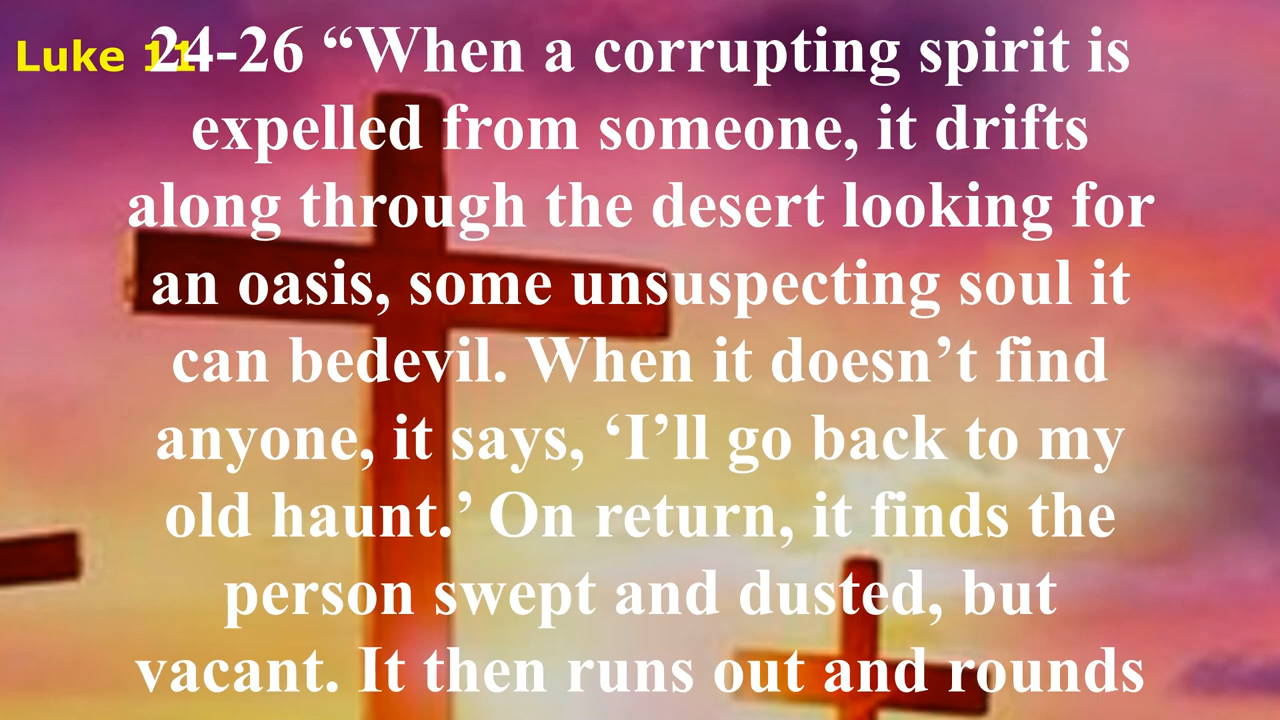 Luke 11
24-26 “When a corrupting spirit is
expelled from someone, it drifts
along through the desert looking for
an oasis, some unsuspecting soul it
can bedevil. When it doesn’t find
anyone, it says, ‘I’ll go back to my
old haunt.’ On return, it finds the
person swept and dusted, but
vacant. It then runs out and rounds